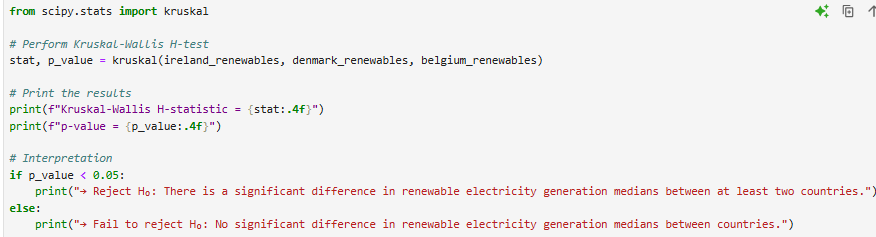 from scipy.stats import kruskal
# Perform Kruskal-Wallis H-test
stat, p_value = kruskal(ireland_renewables, denmark_renewables, belgium_renewables)
# Print the results
print(f"Kruskal-Wallis H-statistic = {stat:.4f}")
print(f"p-value = {p_value:.4f}")
# Interpretation
if p_value < 0.05:
    print("→ Reject H₀: There is a significant difference in renewable electricity generation medians between at least two countries.")
else:
    print("→ Fail to reject H₀: No significant difference in renewable electricity generation medians between countries.")